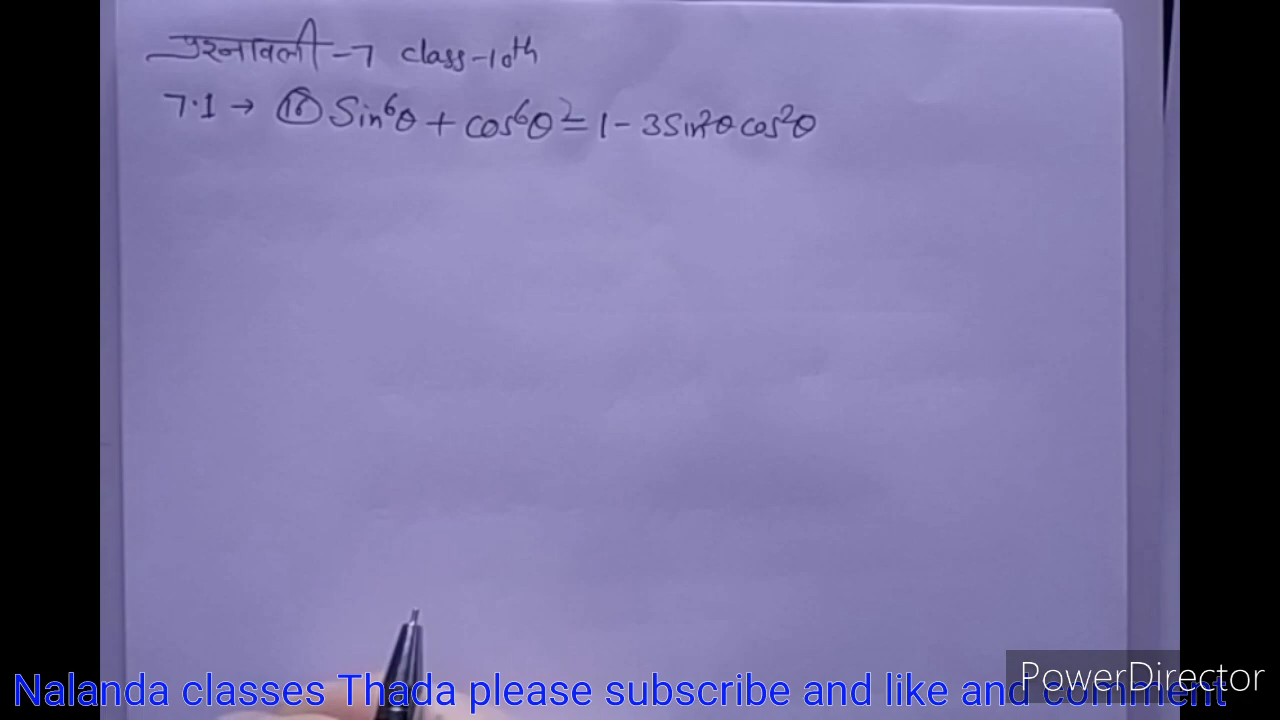 प्रश्नावली-7 class-10th
7.1 → ⑱ Sin⁶θ + cos⁶θ = 1 - 3Sin²θ cos²θ
PowerDirector
Nalanda classes Thada please subscribe and like and comment